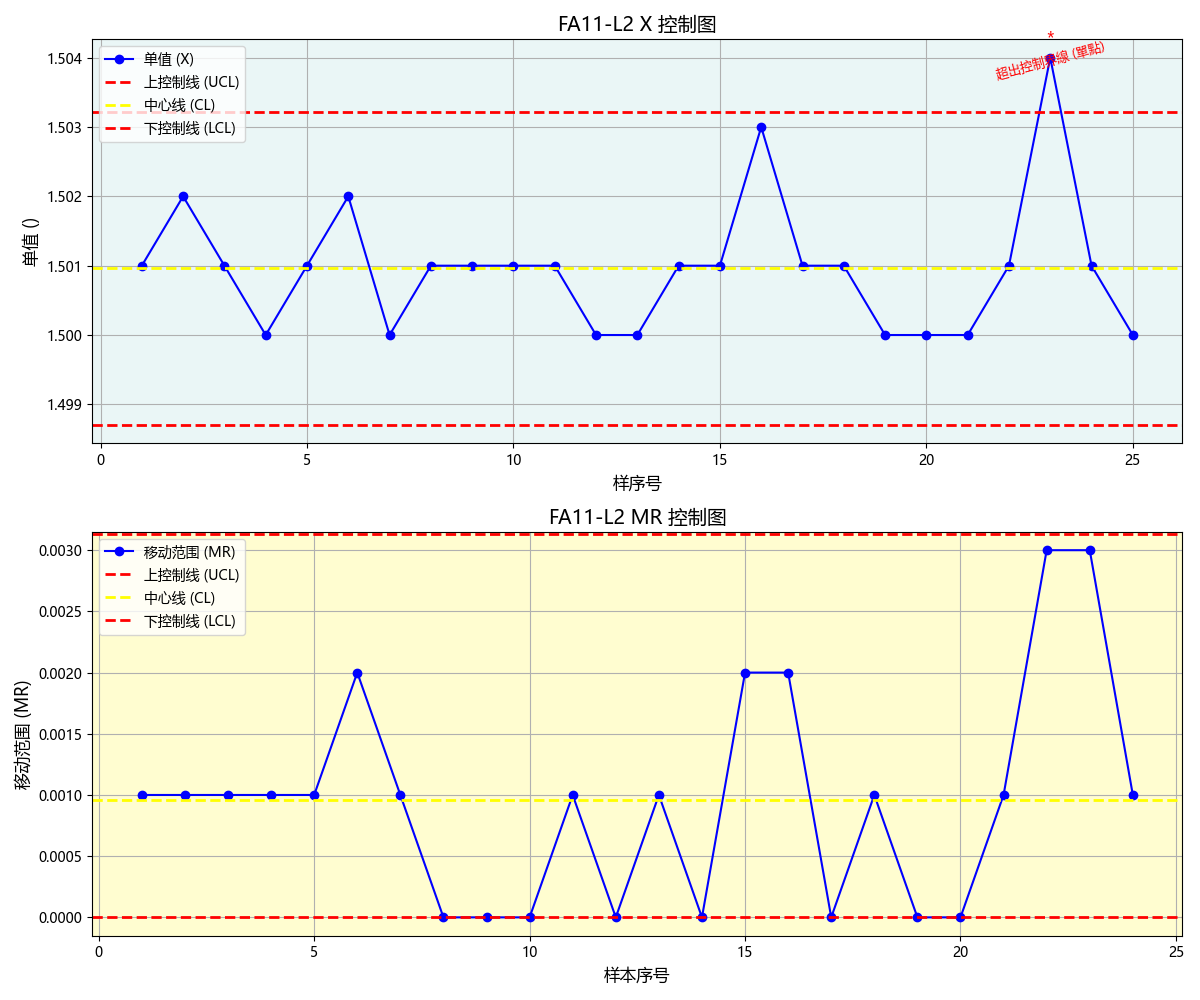 FA11-L2 X 控制图
单值 (X)
上控制线 (UCL)
中心线 (CL)
下控制线 (LCL)
*
超出控制界線 (單點)
单值 ()
1.504
1.503
1.502
1.501
1.500
1.499
0 5 10 15 20 25
样序号
FA11-L2 MR 控制图
移动范围 (MR)
上控制线 (UCL)
中心线 (CL)
下控制线 (LCL)
移动范围 (MR)
0.0030
0.0025
0.0020
0.0015
0.0010
0.0005
0.0000
0 5 10 15 20 25
样本序号